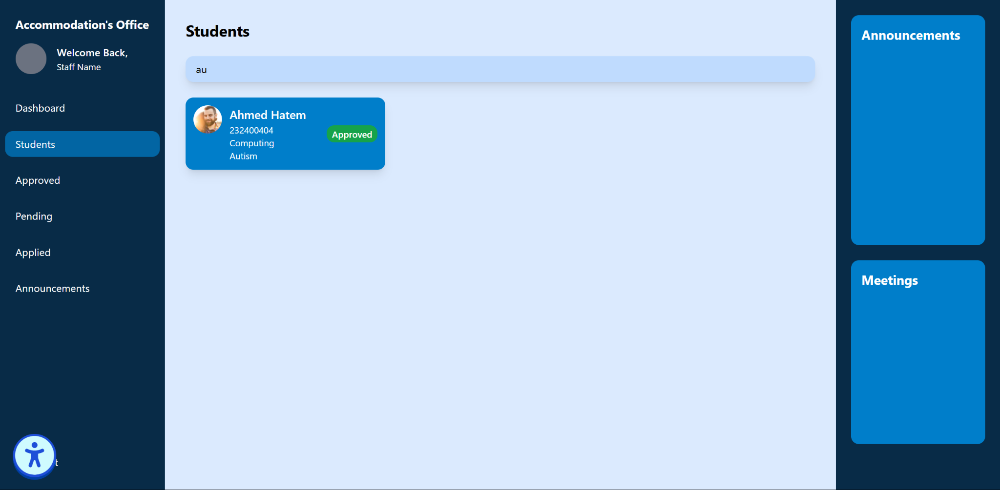 Accommodation's Office
Welcome Back,
Staff Name
Dashboard
Students
Approved
Pending
Applied
Announcements
Students
au
Ahmed Hatem
232400404
Computing
Autism
Approved
Announcements
Meetings